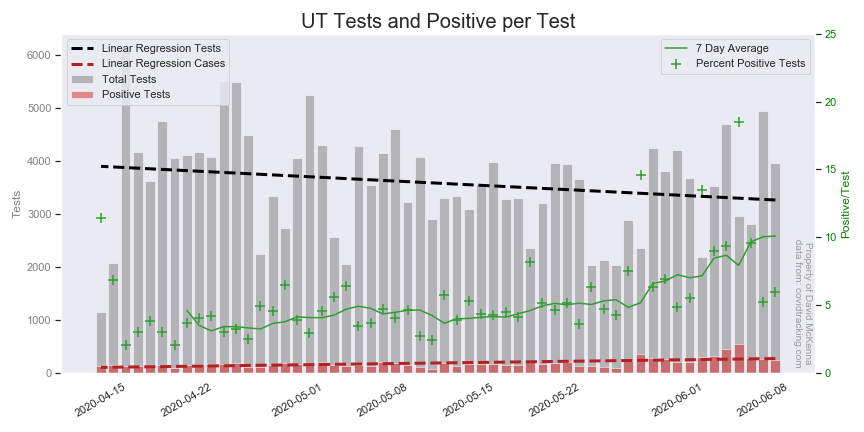 UT Tests and Positive per Test
Linear Regression Tests
Linear Regression Cases
Total Tests
Positive Tests
7 Day Average
Percent Positive Tests
6000
5000
4000
3000
2000
1000
0
Tests
25
20
15
10
5
0
Positive/Test
Property of David McKenna
data from: covidtracking.com
2020-04-15
2020-04-22
2020-05-01
2020-05-08
2020-05-15
2020-05-22
2020-06-01
2020-06-08